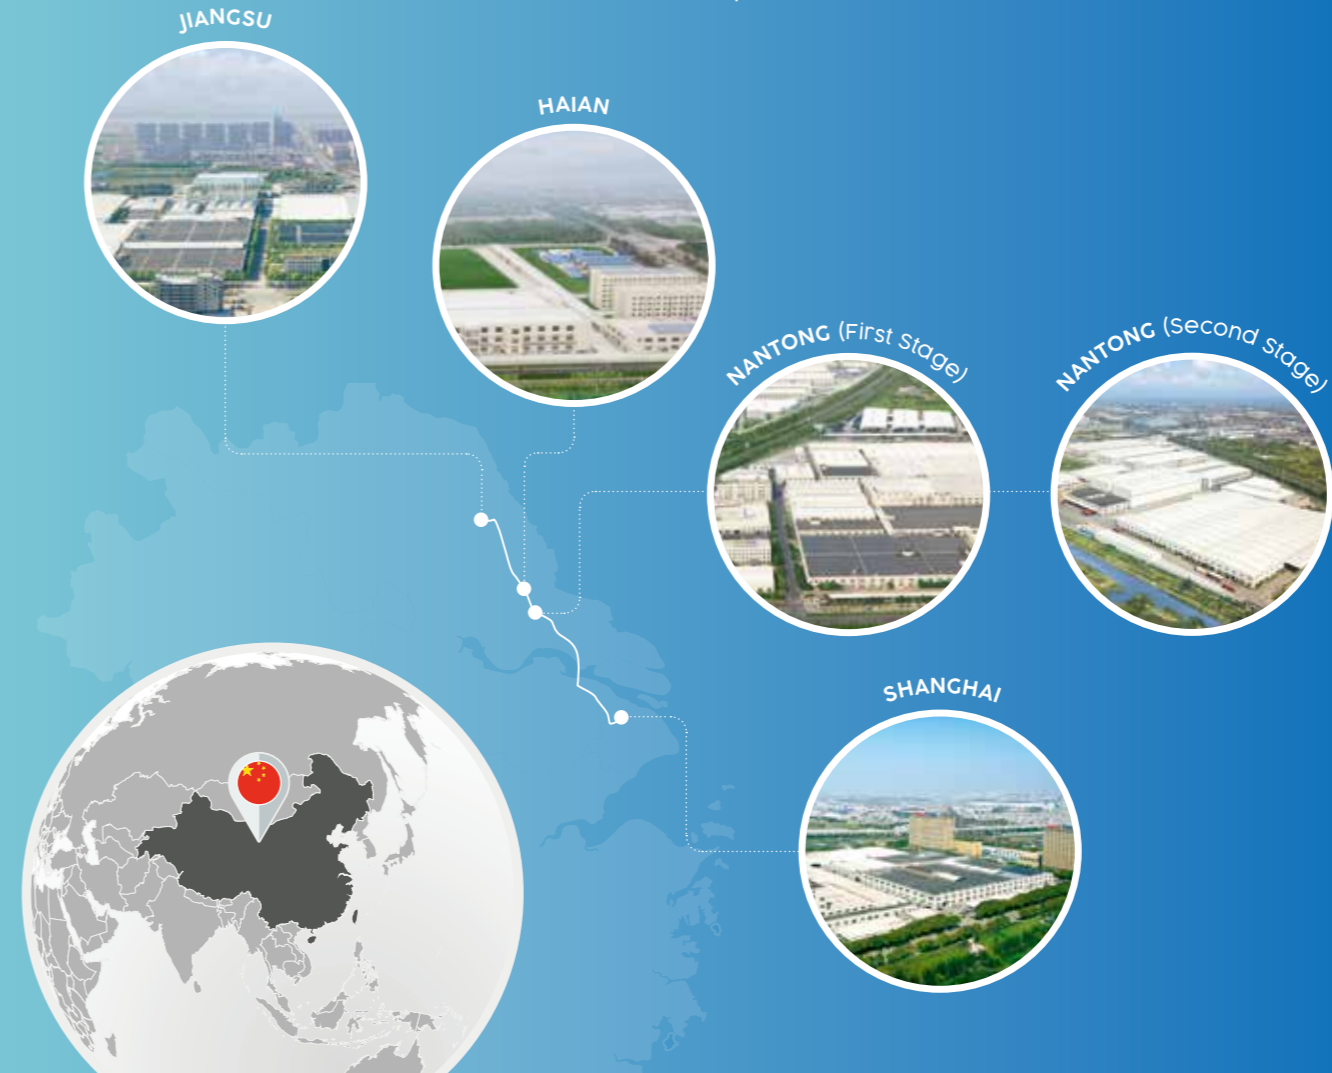 JIANGSU
HAIAN
NANTONG (First Stage)
NANTONG (Second Stage)
SHANGHAI